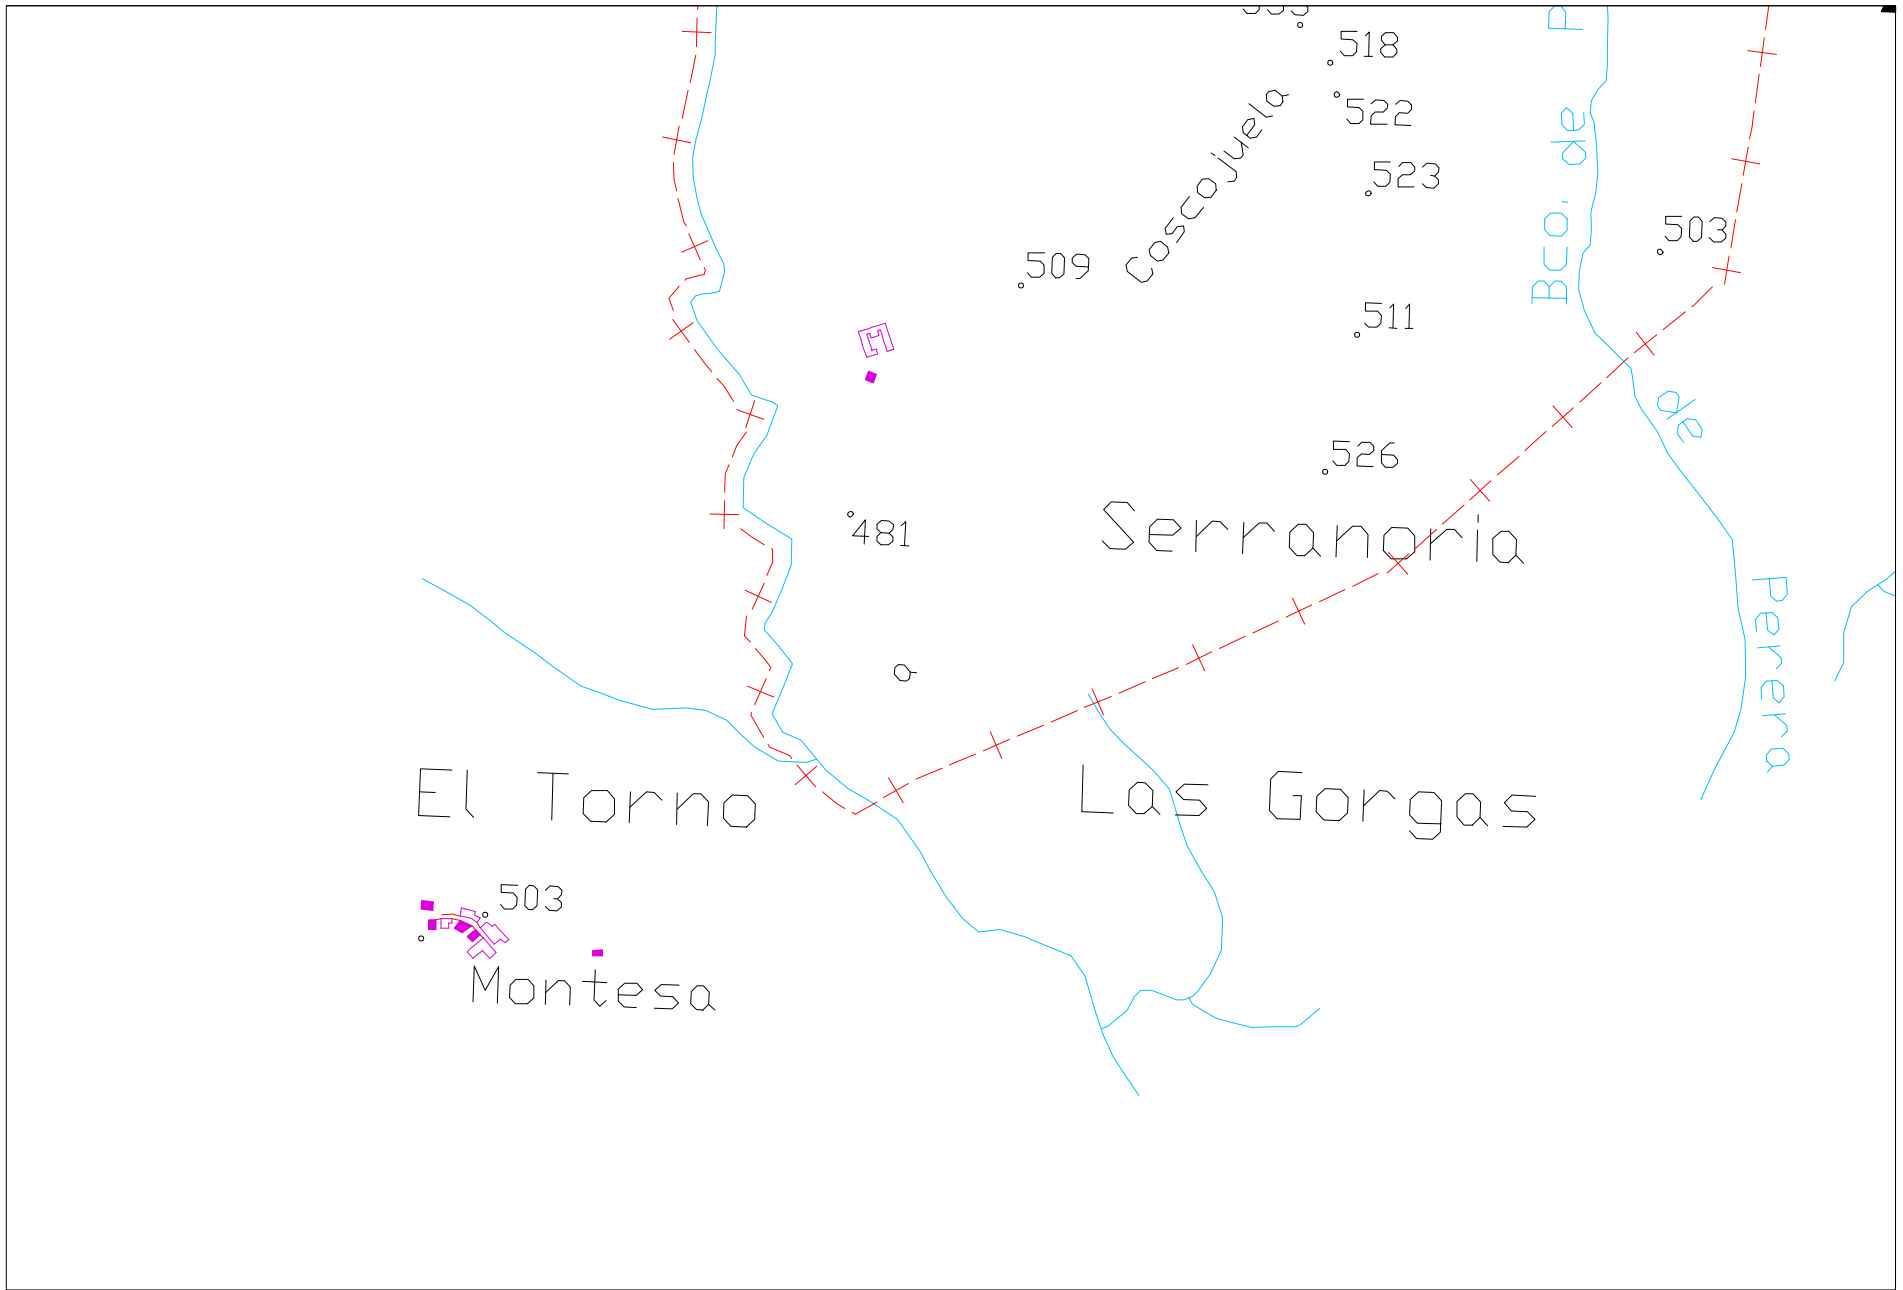 518
522
Coscojuela
523
503
509
511
Bco. de P
526
de
Serranoria
481
a
Perera
El Torno
Las Gorgas
503
Montesa